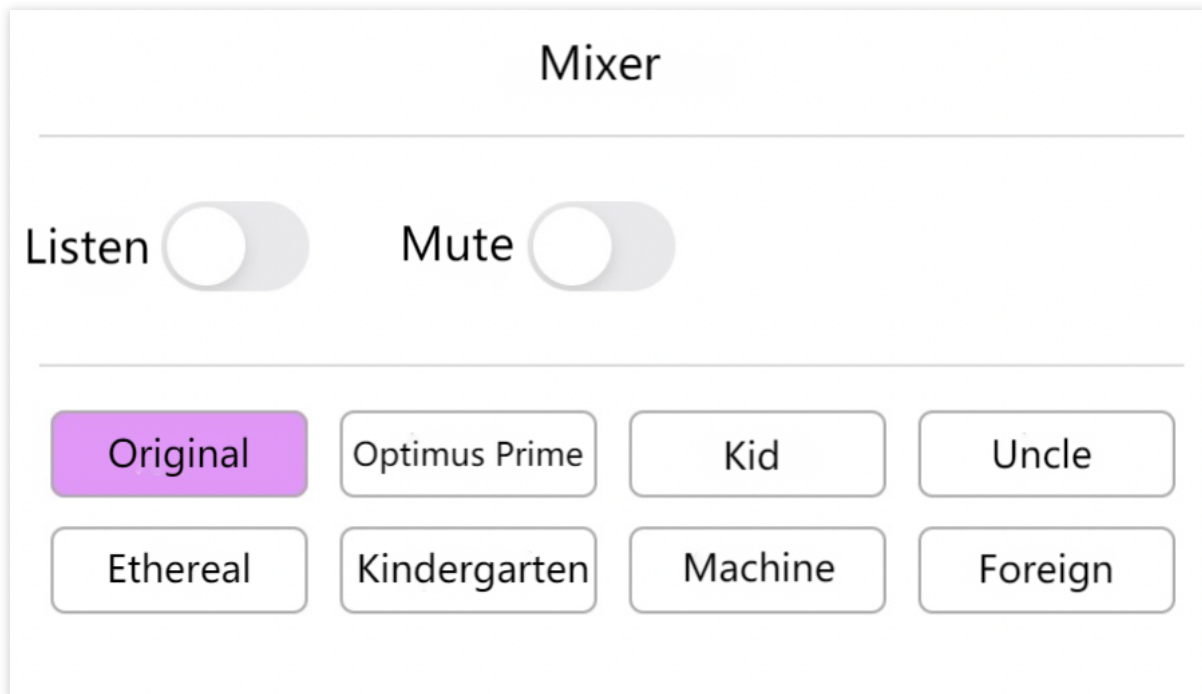 Mixer
Listen Mute
Original Optimus Prime Kid Uncle
Ethereal Kindergarten Machine Foreign